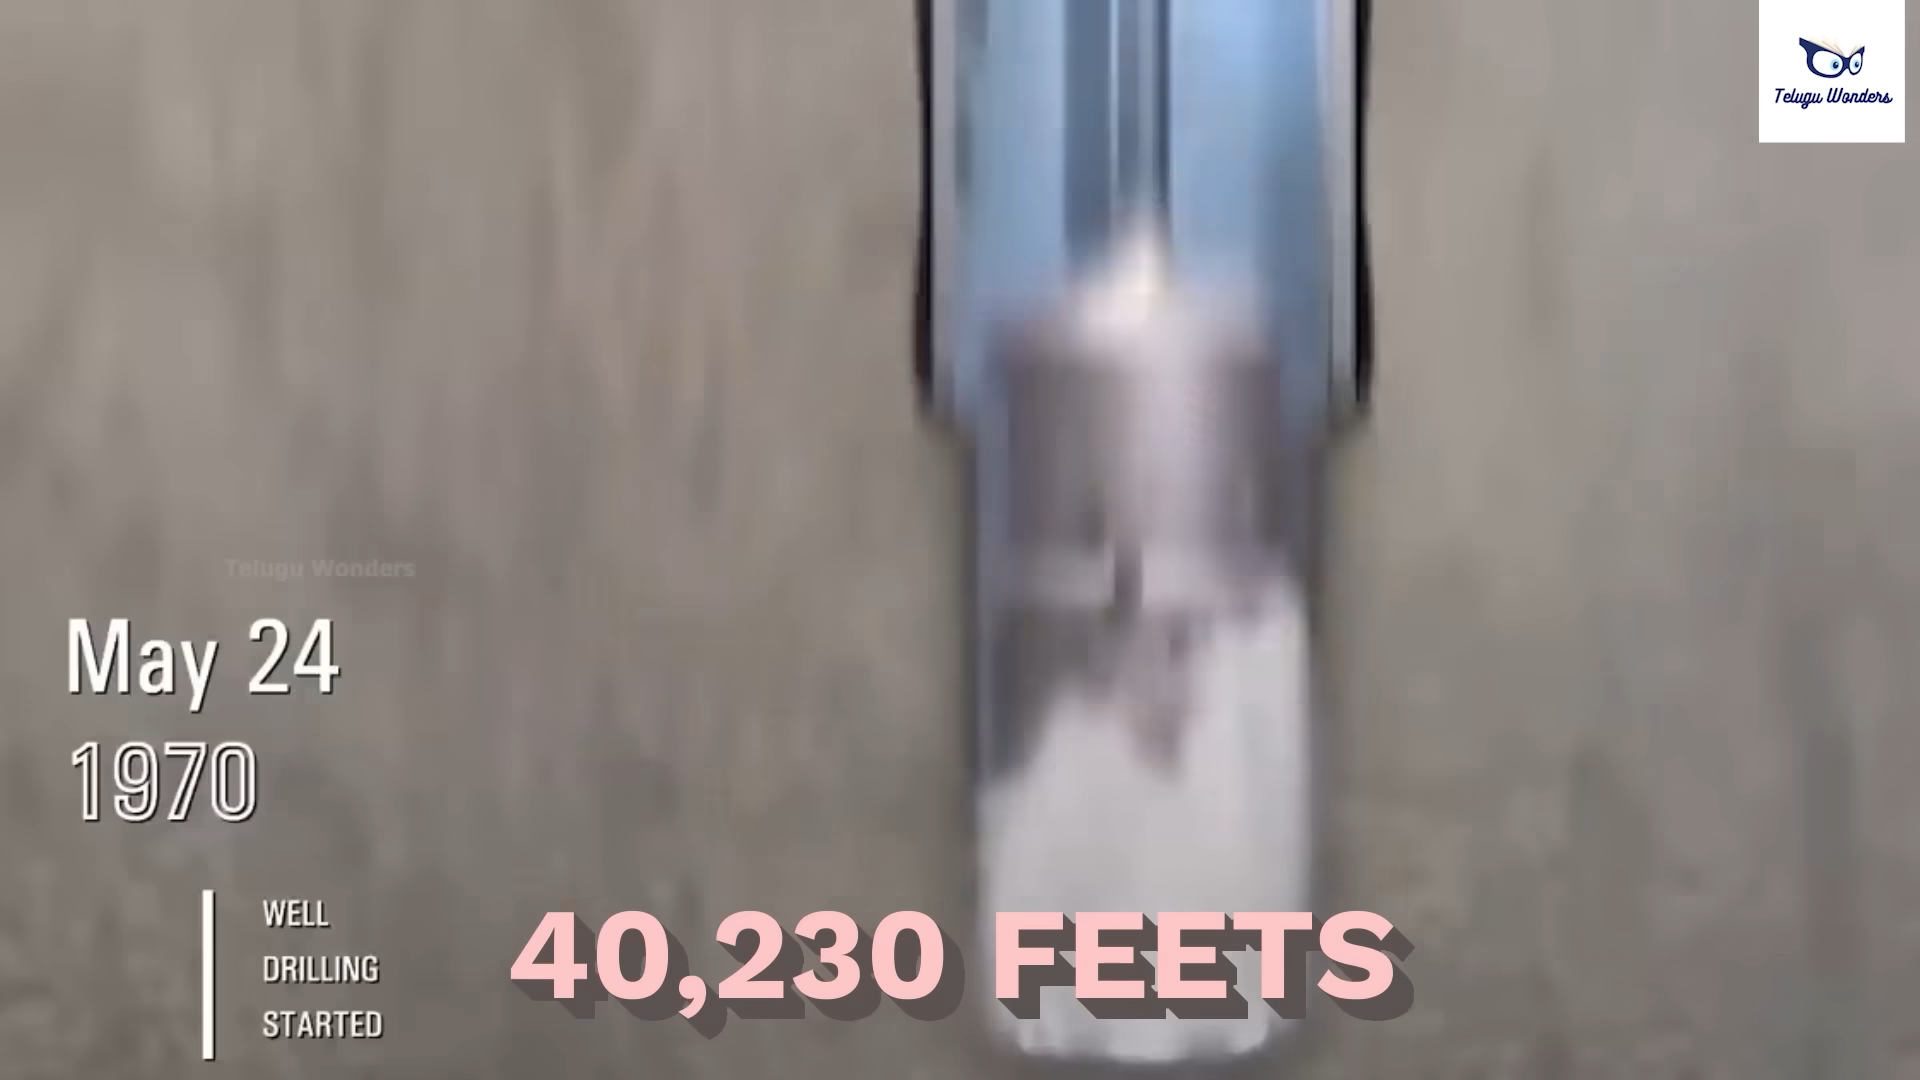 Telugu Wonders
Telugu Wonders
May 24
1970
WELL
DRILLING
STARTED
40,230 FEETS